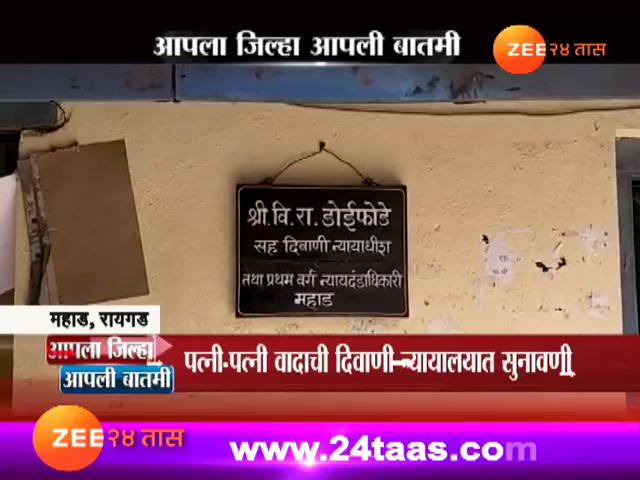 आपला जिल्हा आपली बातमी
ZEE २४ तास
श्री. वि. रा. डोईफोडे
सह दिवाणी न्यायाधीश
तथा प्रथम वर्ग न्यायदंडाधिकारी
महाड
महाड, रायगड
आपला जिल्हा
आपली बातमी
पत्नी-पत्नी वादाची दिवाणी न्यायालयात सुनावणी
ZEE २४ तास
www.24taas.com